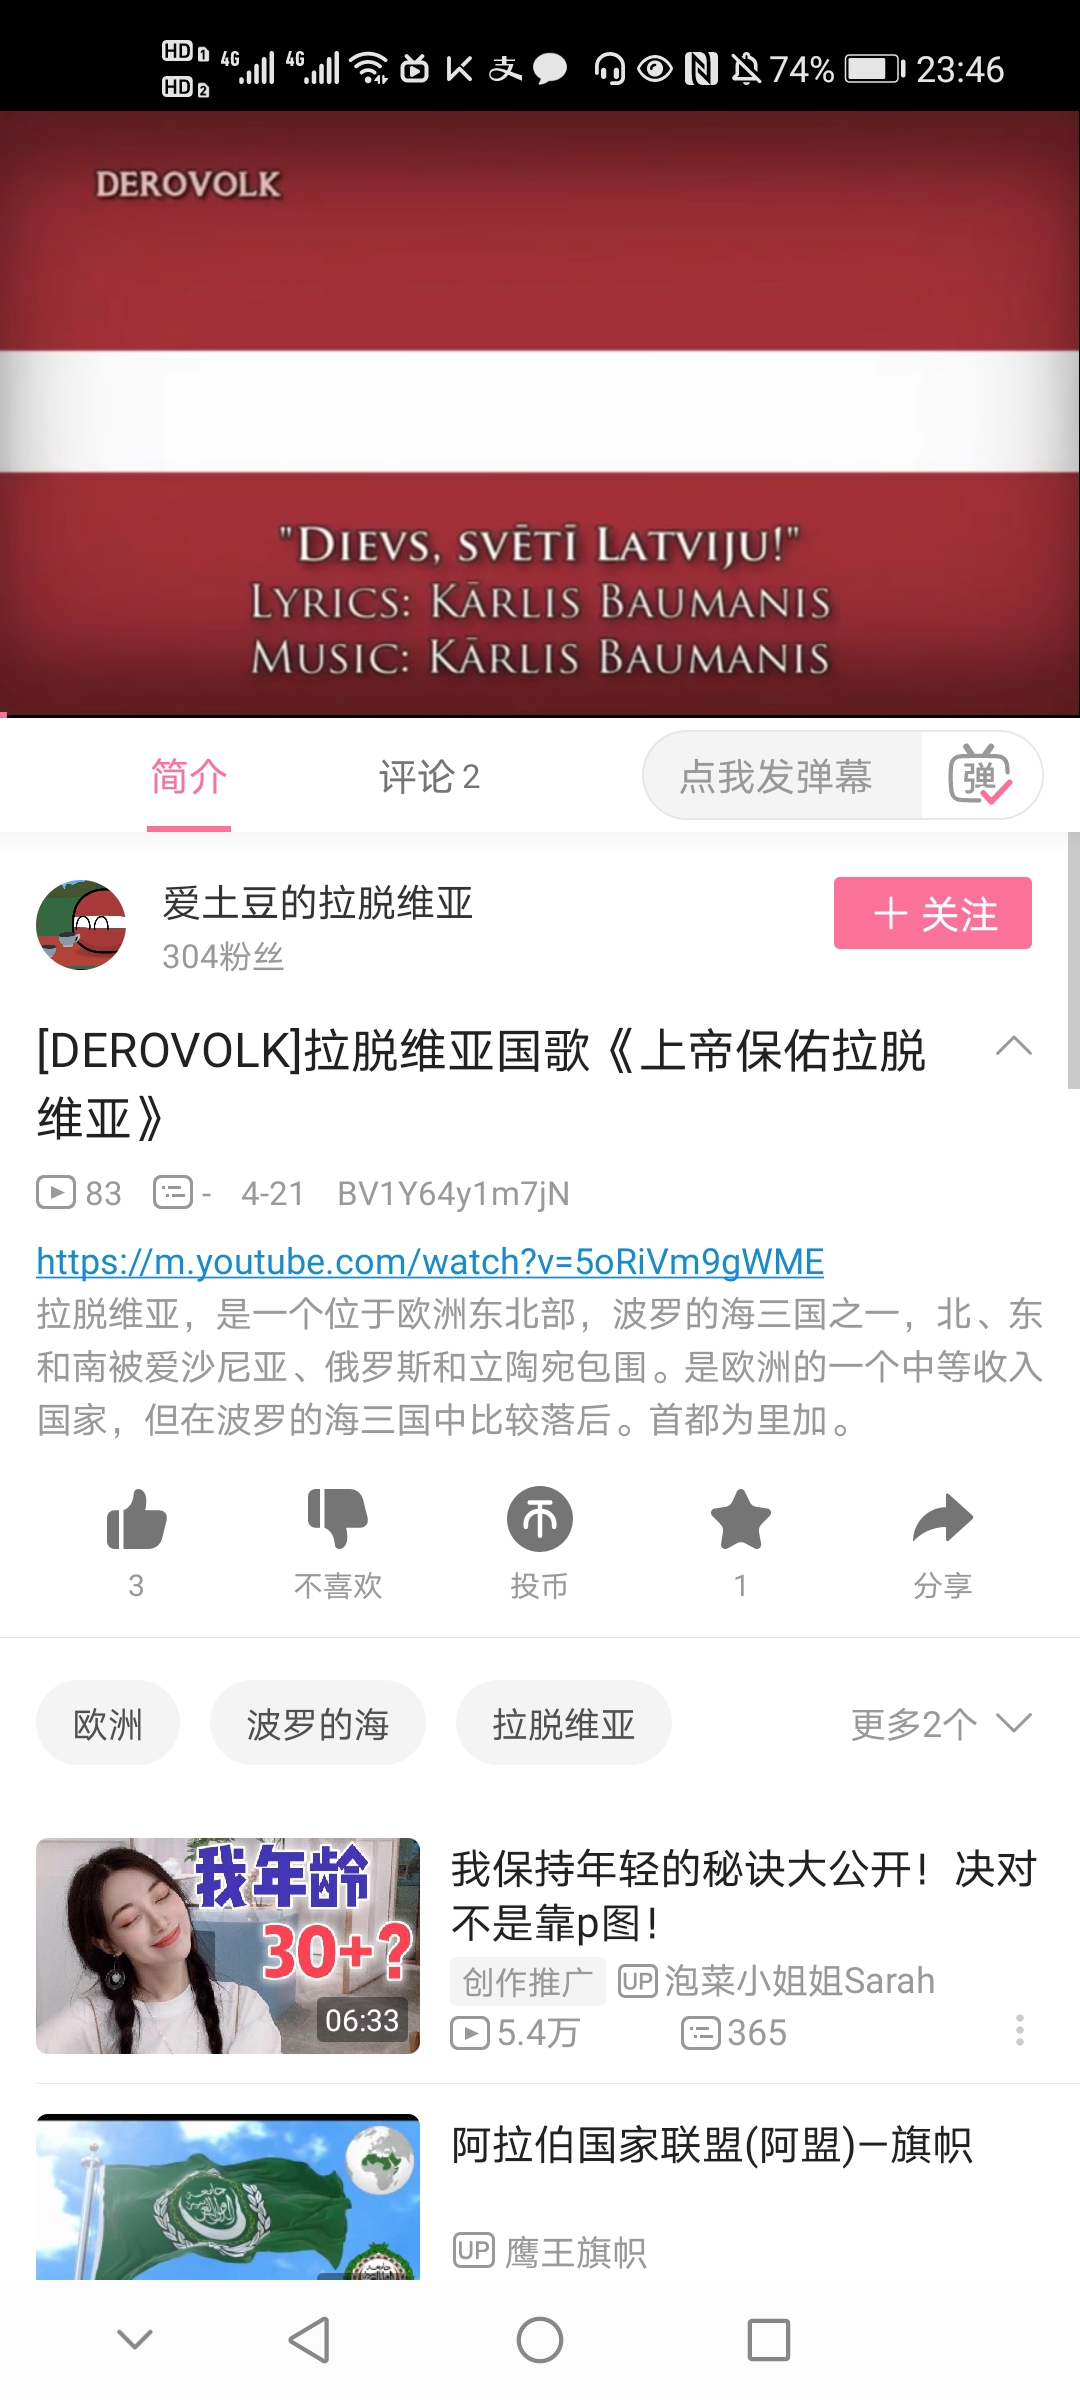 HD 1 4G 4G 支 74% 23:46
HD 2
DEROVOLK
"DIEVS, SVĒTĪ LATVIJU!"
LYRICS: KĀRLIS BAUMANIS
MUSIC: KĀRLIS BAUMANIS
简介 评论 2 点我发弹幕 弹
爱土豆的拉脱维亚
304粉丝
关注
[DEROVOLK]拉脱维亚国歌《上帝保佑拉脱
维亚》
83 - 4-21 BV1Y64y1m7jN
https://m.youtube.com/watch?v=5oRiVm9gWME
拉脱维亚，是一个位于欧洲东北部，波罗的海三国之一，北、东
和南被爱沙尼亚、俄罗斯和立陶宛包围。是欧洲的一个中等收入
国家，但在波罗的海三国中比较落后。首都为里加。
3 不喜欢 投币 1 分享
欧洲 波罗的海 拉脱维亚 更多2个
我年龄
30+?
06:33
我保持年轻的秘诀大公开！决对
不是靠p图！
创作推广 UP 泡菜小姐姐Sarah
5.4万 365
阿拉伯国家联盟(阿盟)—旗帜
UP 鹰王旗帜